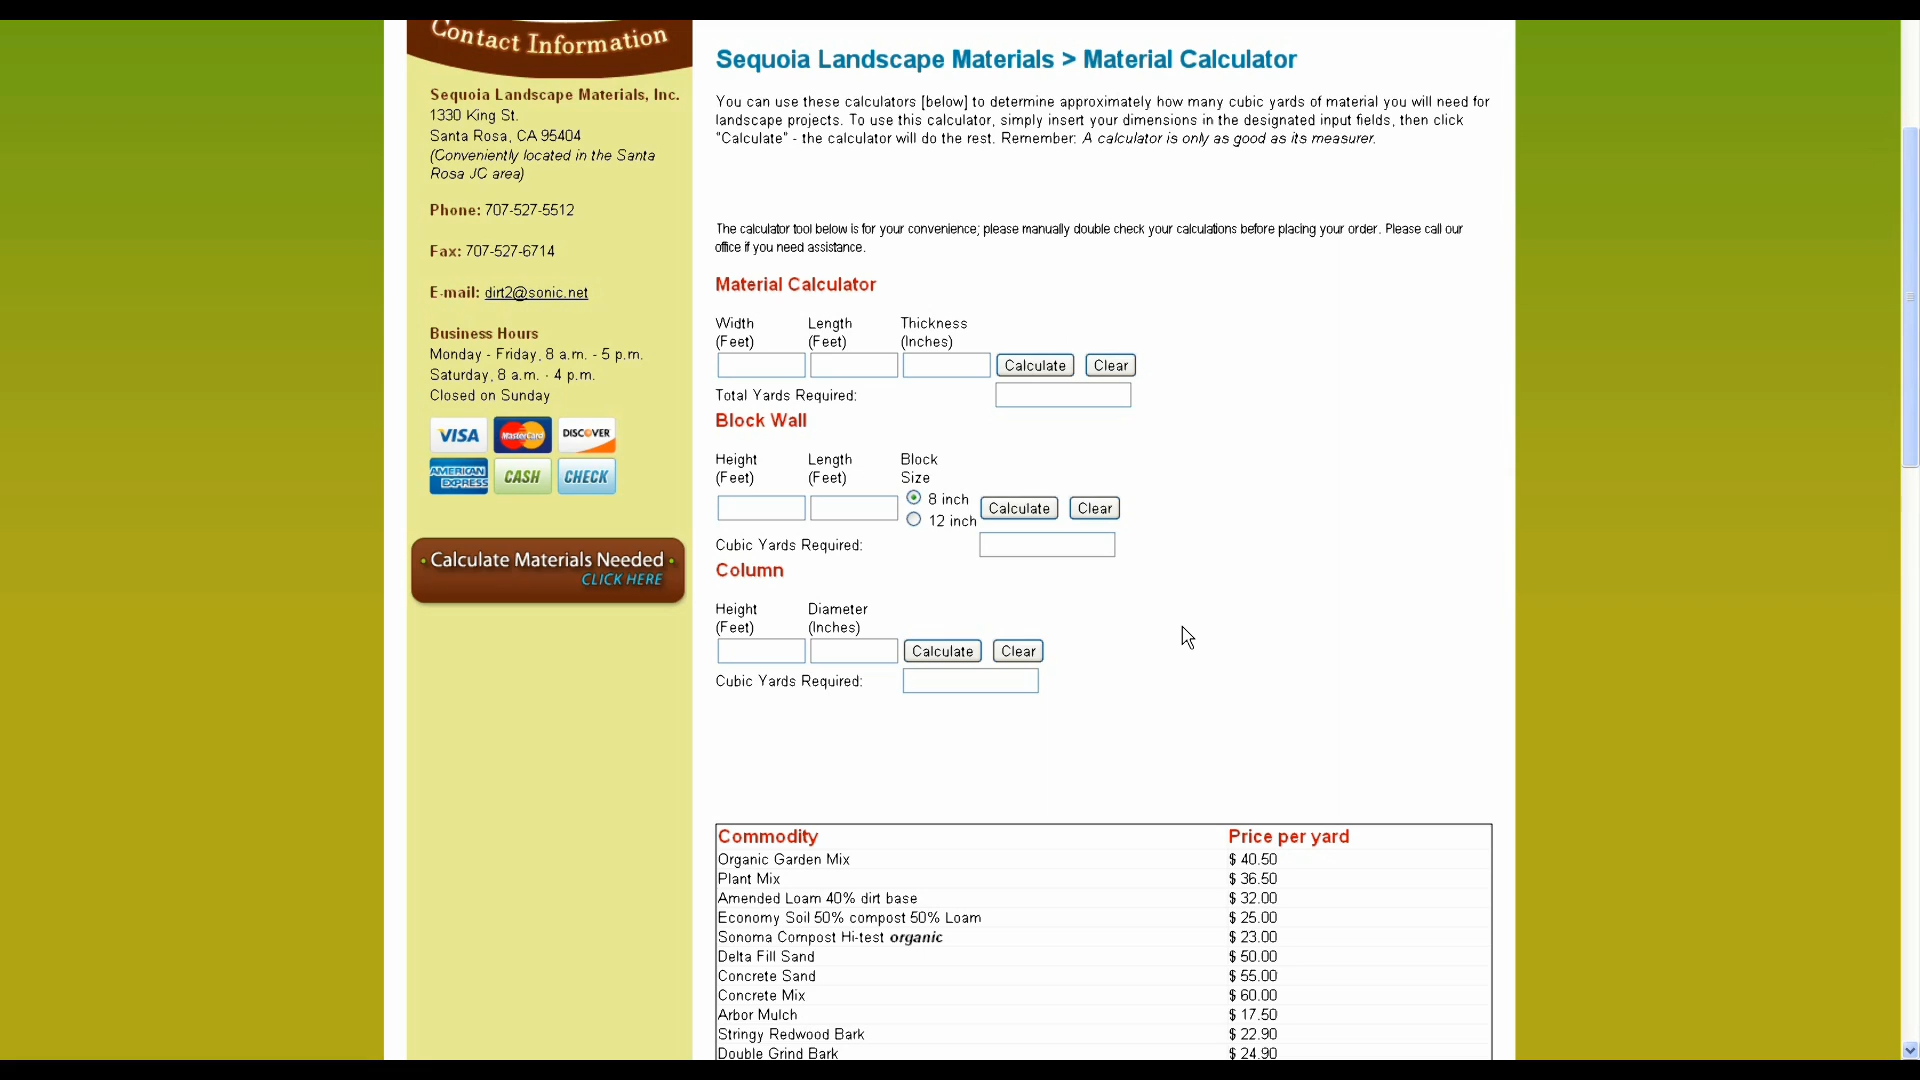 Contact Information
Sequoia Landscape Materials, Inc.
1330 King St.
Santa Rosa, CA 95404
(Conveniently located in the Santa
Rosa JC area)
Phone: 707-527-5512
Fax: 707-527-6714
E-mail: dirt2@sonic.net
Business Hours
Monday - Friday, 8 a.m. - 5 p.m.
Saturday, 8 a.m. - 4 p.m.
Closed on Sunday
VISA MasterCard DISCOVER
AMERICAN EXPRESS CASH CHECK
• Calculate Materials Needed •
CLICK HERE
Sequoia Landscape Materials > Material Calculator
You can use these calculators [below] to determine approximately how many cubic yards of material you will need for
landscape projects. To use this calculator, simply insert your dimensions in the designated input fields, then click
"Calculate" - the calculator will do the rest. Remember: A calculator is only as good as its measurer.
The calculator tool below is for your convenience; please manually double check your calculations before placing your order. Please call our
office if you need assistance.
Material Calculator
Width Length Thickness
(Feet) (Feet) (Inches)
Calculate Clear
Total Yards Required:
Block Wall
Height Length Block
(Feet) (Feet) Size
8 inch
12 inch
Calculate Clear
Cubic Yards Required:
Column
Height Diameter
(Feet) (Inches)
Calculate Clear
Cubic Yards Required:
Commodity Price per yard
Organic Garden Mix $ 40.50
Plant Mix $ 36.50
Amended Loam 40% dirt base $ 32.00
Economy Soil 50% compost 50% Loam $ 25.00
Sonoma Compost Hi-test organic $ 23.00
Delta Fill Sand $ 50.00
Concrete Sand $ 55.00
Concrete Mix $ 60.00
Arbor Mulch $ 17.50
Stringy Redwood Bark $ 22.90
Double Grind Bark $ 24.90